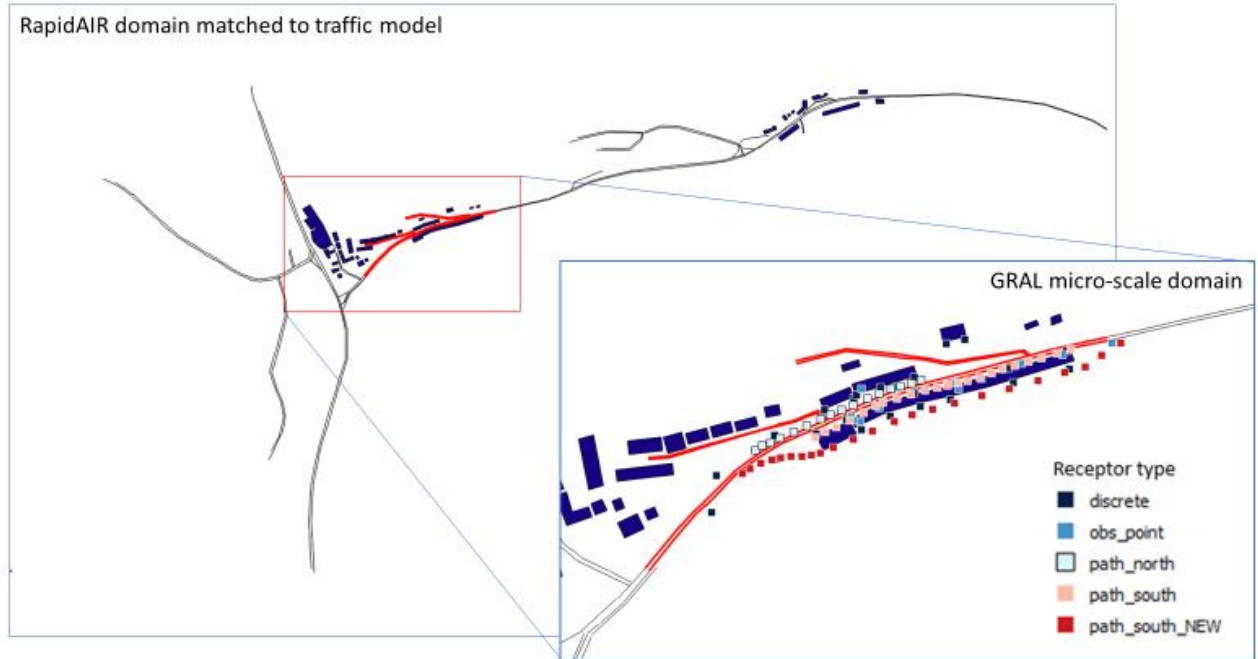 RapidAIR domain matched to traffic model
GRAL micro-scale domain
Receptor type
discrete
obs_point
path_north
path_south
path_south_NEW